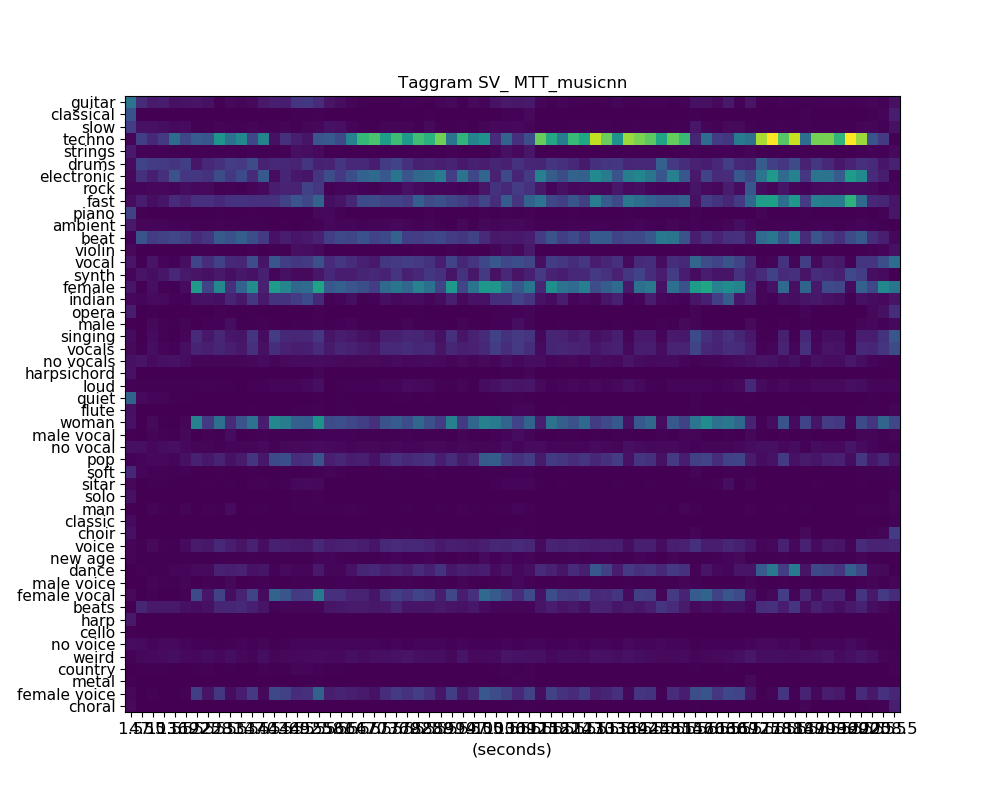 Taggram SV_ MTT_musicnn
guitar
classical
slow
techno
strings
drums
electronic
rock
fast
piano
ambient
beat
violin
vocal
synth
female
indian
opera
male
singing
vocals
no vocals
harpsichord
loud
quiet
flute
woman
male vocal
no vocal
pop
soft
sitar
solo
man
classic
choir
voice
new age
dance
male voice
female vocal
beats
harp
cello
no voice
weird
country
metal
female voice
choral
(seconds)